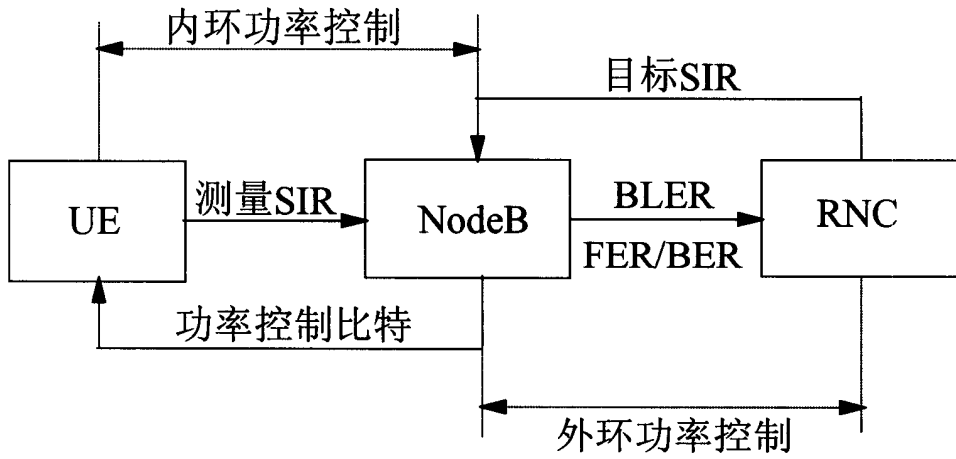 内环功率控制
目标SIR
UE
测量SIR
NodeB
BLER
FER/BER
RNC
功率控制比特
外环功率控制